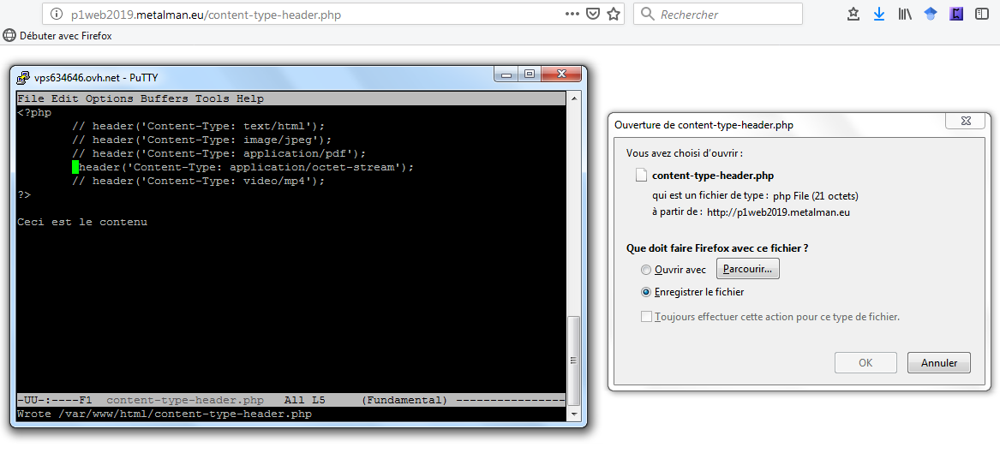 p1web2019.metalman.eu/content-type-header.php
Rechercher
Débuter avec Firefox
vps634646.ovh.net - PuTTY
File Edit Options Buffers Tools Help
<?php
// header('Content-Type: text/html');
// header('Content-Type: image/jpeg');
// header('Content-Type: application/pdf');
header('Content-Type: application/octet-stream');
// header('Content-Type: video/mp4');
?>
Ceci est le contenu
-UU-:----F1 content-type-header.php All L5 (Fundamental) ----------------
Wrote /var/www/html/content-type-header.php
Ouverture de content-type-header.php
Vous avez choisi d'ouvrir :
content-type-header.php
qui est un fichier de type : php File (21 octets)
à partir de : http://p1web2019.metalman.eu
Que doit faire Firefox avec ce fichier ?
Ouvrir avec Parcourir...
Enregistrer le fichier
Toujours effectuer cette action pour ce type de fichier.
OK Annuler